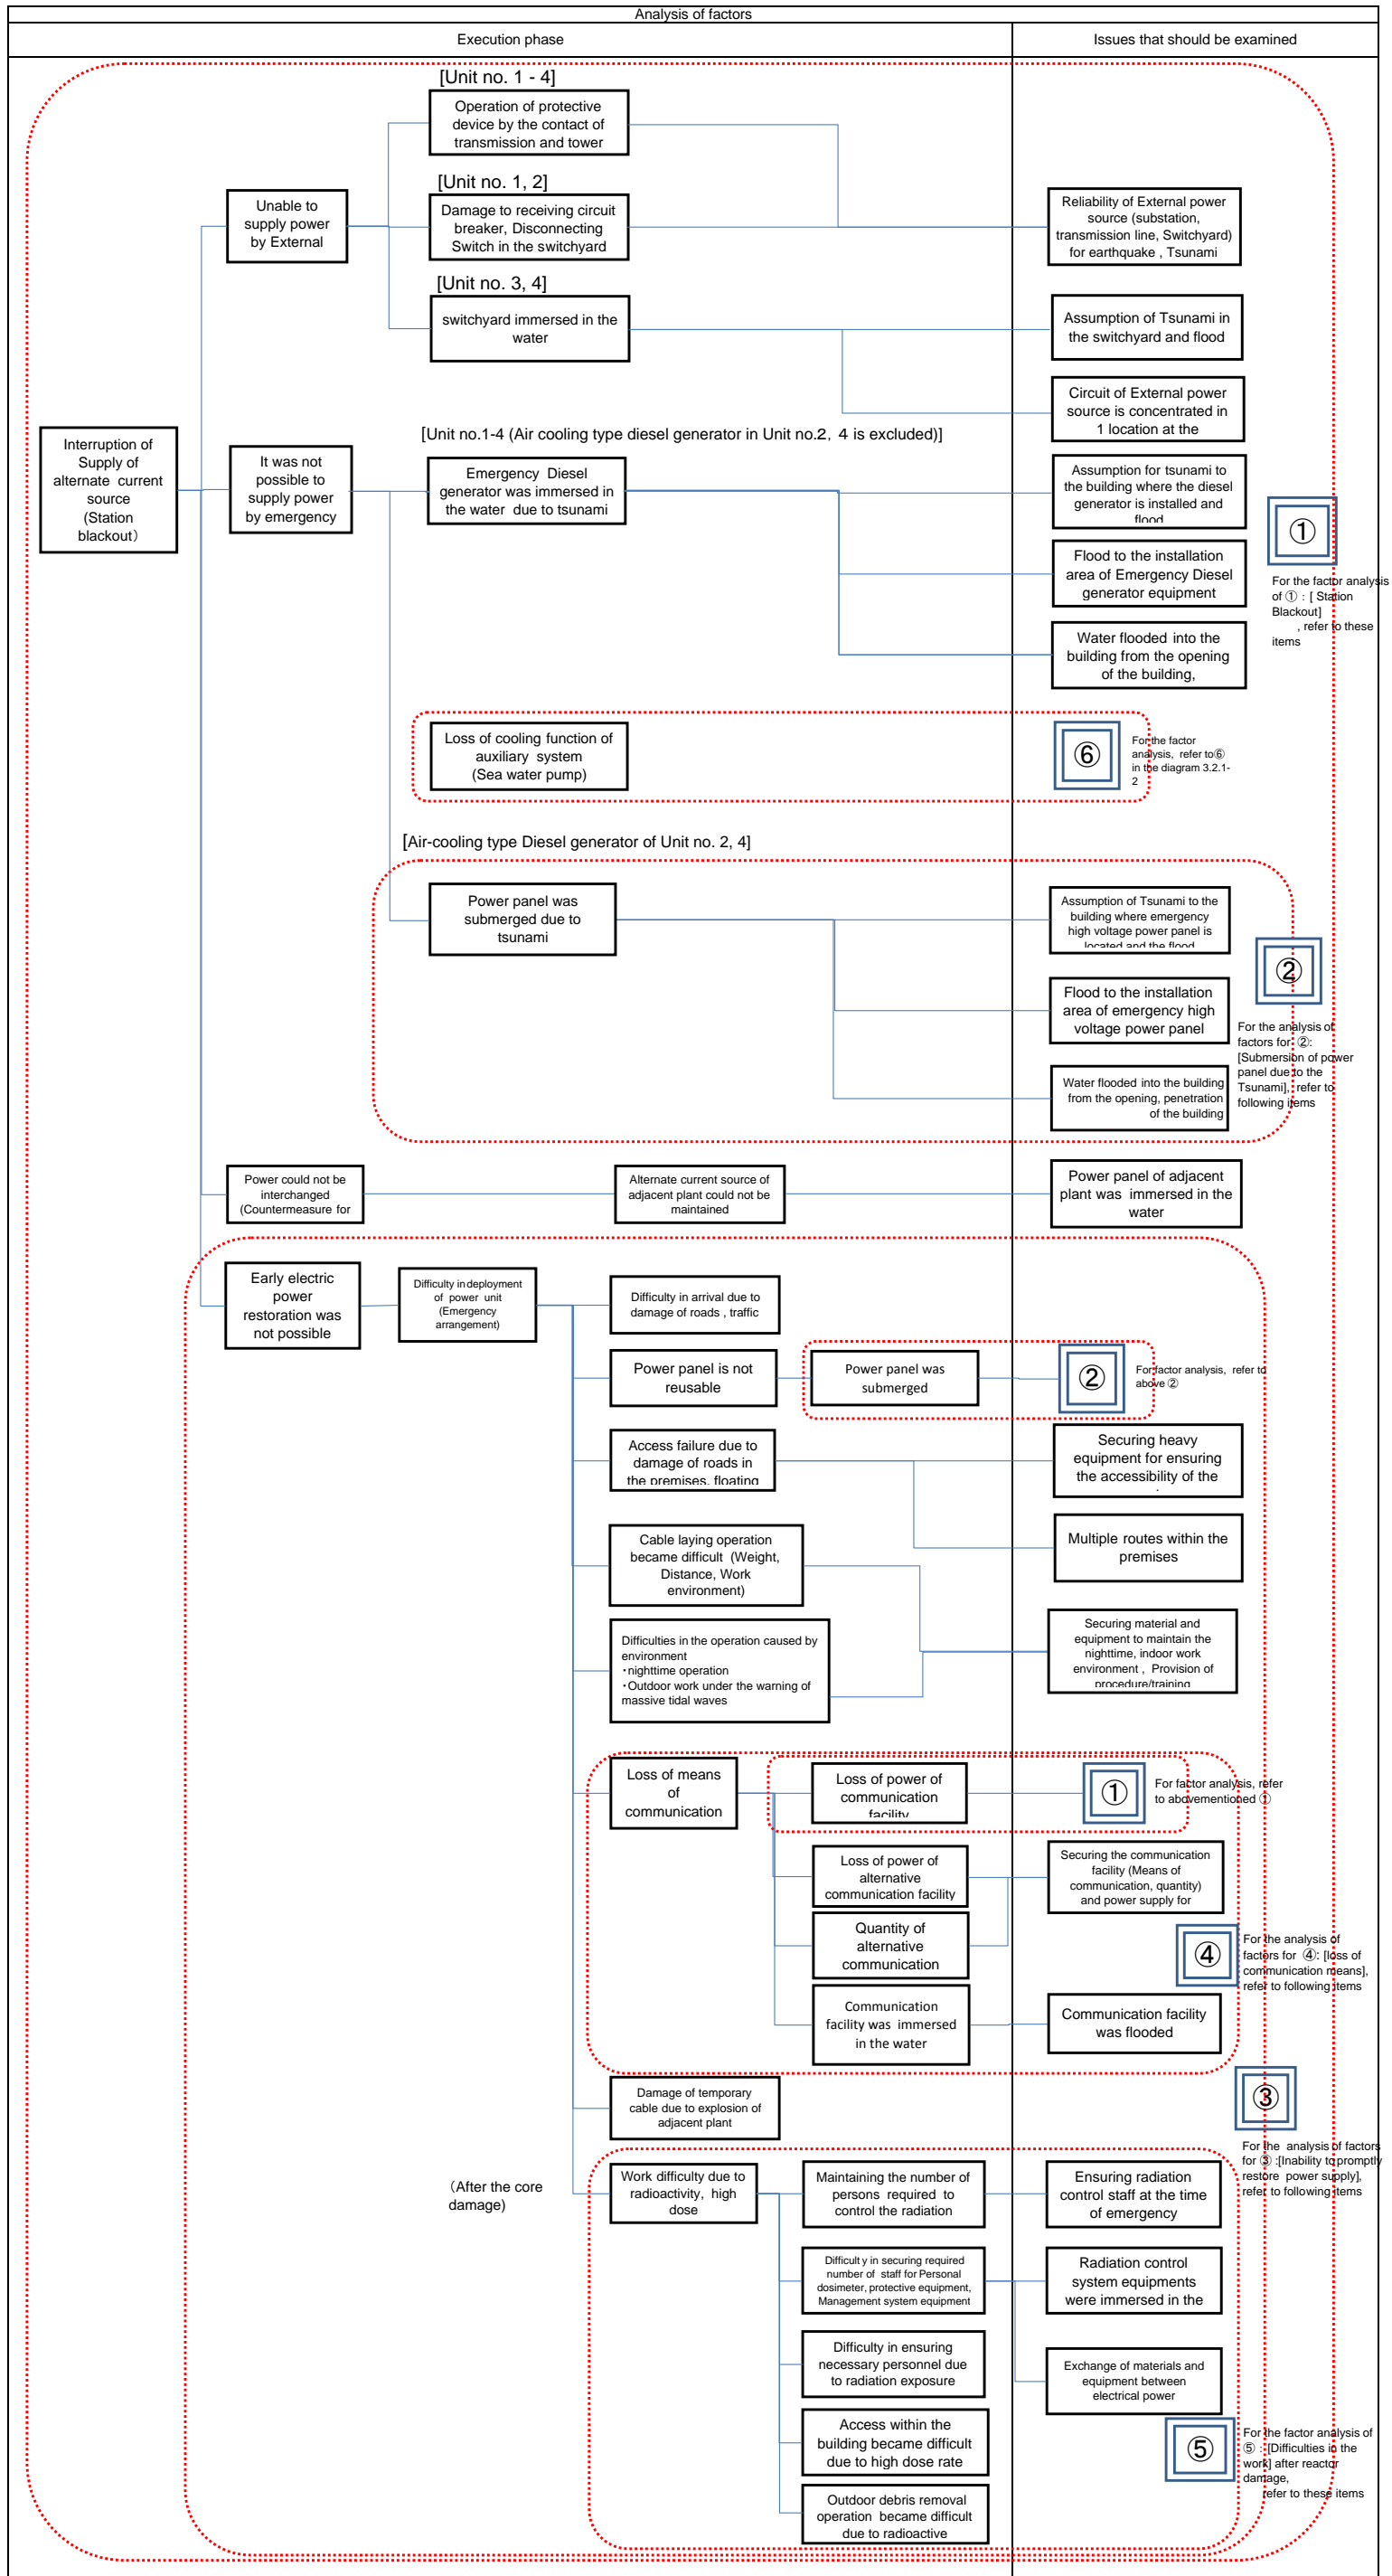 Analysis of factors
Execution phase
Issues that should be examined
[Unit no. 1 - 4]
Operation of protective
device by the contact of
transmission and tower
[Unit no. 1, 2]
Unable to
supply power
by External
Damage to receiving circuit
breaker, Disconnecting
Switch in the switchyard
Reliability of External power
source (substation,
transmission line, Switchyard)
for earthquake , Tsunami
[Unit no. 3, 4]
switchyard immersed in the
water
Assumption of Tsunami in
the switchyard and flood
Circuit of External power
source is concentrated in
1 location at the
[Unit no.1-4 (Air cooling type diesel generator in Unit no.2, 4 is excluded)]
Interruption of
Supply of
alternate current
source
(Station
blackout)
It was not
possible to
supply power
by emergency
Emergency Diesel
generator was immersed in
the water due to tsunami
Assumption for tsunami to
the building where the diesel
generator is installed and
flood
①
For the factor analysis
of ① : [ Station
Blackout]
, refer to these
items
Flood to the installation
area of Emergency Diesel
generator equipment
Water flooded into the
building from the opening
of the building,
Loss of cooling function of
auxiliary system
(Sea water pump)
⑥
For the factor
analysis, refer to⑥
in the diagram 3.2.1-
2
[Air-cooling type Diesel generator of Unit no. 2, 4]
Power panel was
submerged due to
tsunami
Assumption of Tsunami to the
building where emergency
high voltage power panel is
located and the flood
②
For the analysis of
factors for ②:
[Submersion of power
panel due to the
Tsunami], refer to
following items
Flood to the installation
area of emergency high
voltage power panel
Water flooded into the building
from the opening, penetration
of the building
Power could not be
interchanged
(Countermeasure for
Alternate current source of
adjacent plant could not be
maintained
Power panel of adjacent
plant was immersed in the
water
Early electric
power
restoration was
not possible
Difficulty in deployment
of power unit
(Emergency
arrangement)
Difficulty in arrival due to
damage of roads , traffic
Power panel is not
reusable
Power panel was
submerged
②
For factor analysis, refer to
above ②
Access failure due to
damage of roads in
the premises, floating
Securing heavy
equipment for ensuring
the accessibility of the
Multiple routes within the
premises
Cable laying operation
became difficult (Weight,
Distance, Work
environment)
Difficulties in the operation caused by
environment
・nighttime operation
・Outdoor work under the warning of
massive tidal waves
Securing material and
equipment to maintain the
nighttime, indoor work
environment , Provision of
procedure/training
Loss of means
of
communication
Loss of power of
communication
facility
①
For factor analysis, refer
to abovementioned ①
Loss of power of
alternative
communication facility
Securing the communication
facility (Means of
communication, quantity)
and power supply for
Quantity of
alternative
communication
④
For the analysis of
factors for ④: [loss of
communication means],
refer to following items
Communication
facility was immersed
in the water
Communication facility
was flooded
Damage of temporary
cable due to explosion of
adjacent plant
③
For the analysis of factors
for ③ :[Inability to promptly
restore power supply],
refer to following items
(After the core
damage)
Work difficulty due to
radioactivity, high
dose
Maintaining the number of
persons required to
control the radiation
Ensuring radiation
control staff at the time
of emergency
Difficulty in securing required
number of staff for Personal
dosimeter, protective equipment,
Management system equipment
Radiation control
system equipments
were immersed in the
Difficulty in ensuring
necessary personnel due
to radiation exposure
Exchange of materials and
equipment between
electrical power
Access within the
building became difficult
due to high dose rate
⑤
For the factor analysis of
⑤ : [Difficulties in the
work] after reactor
damage,
refer to these items
Outdoor debris removal
operation became difficult
due to radioactive